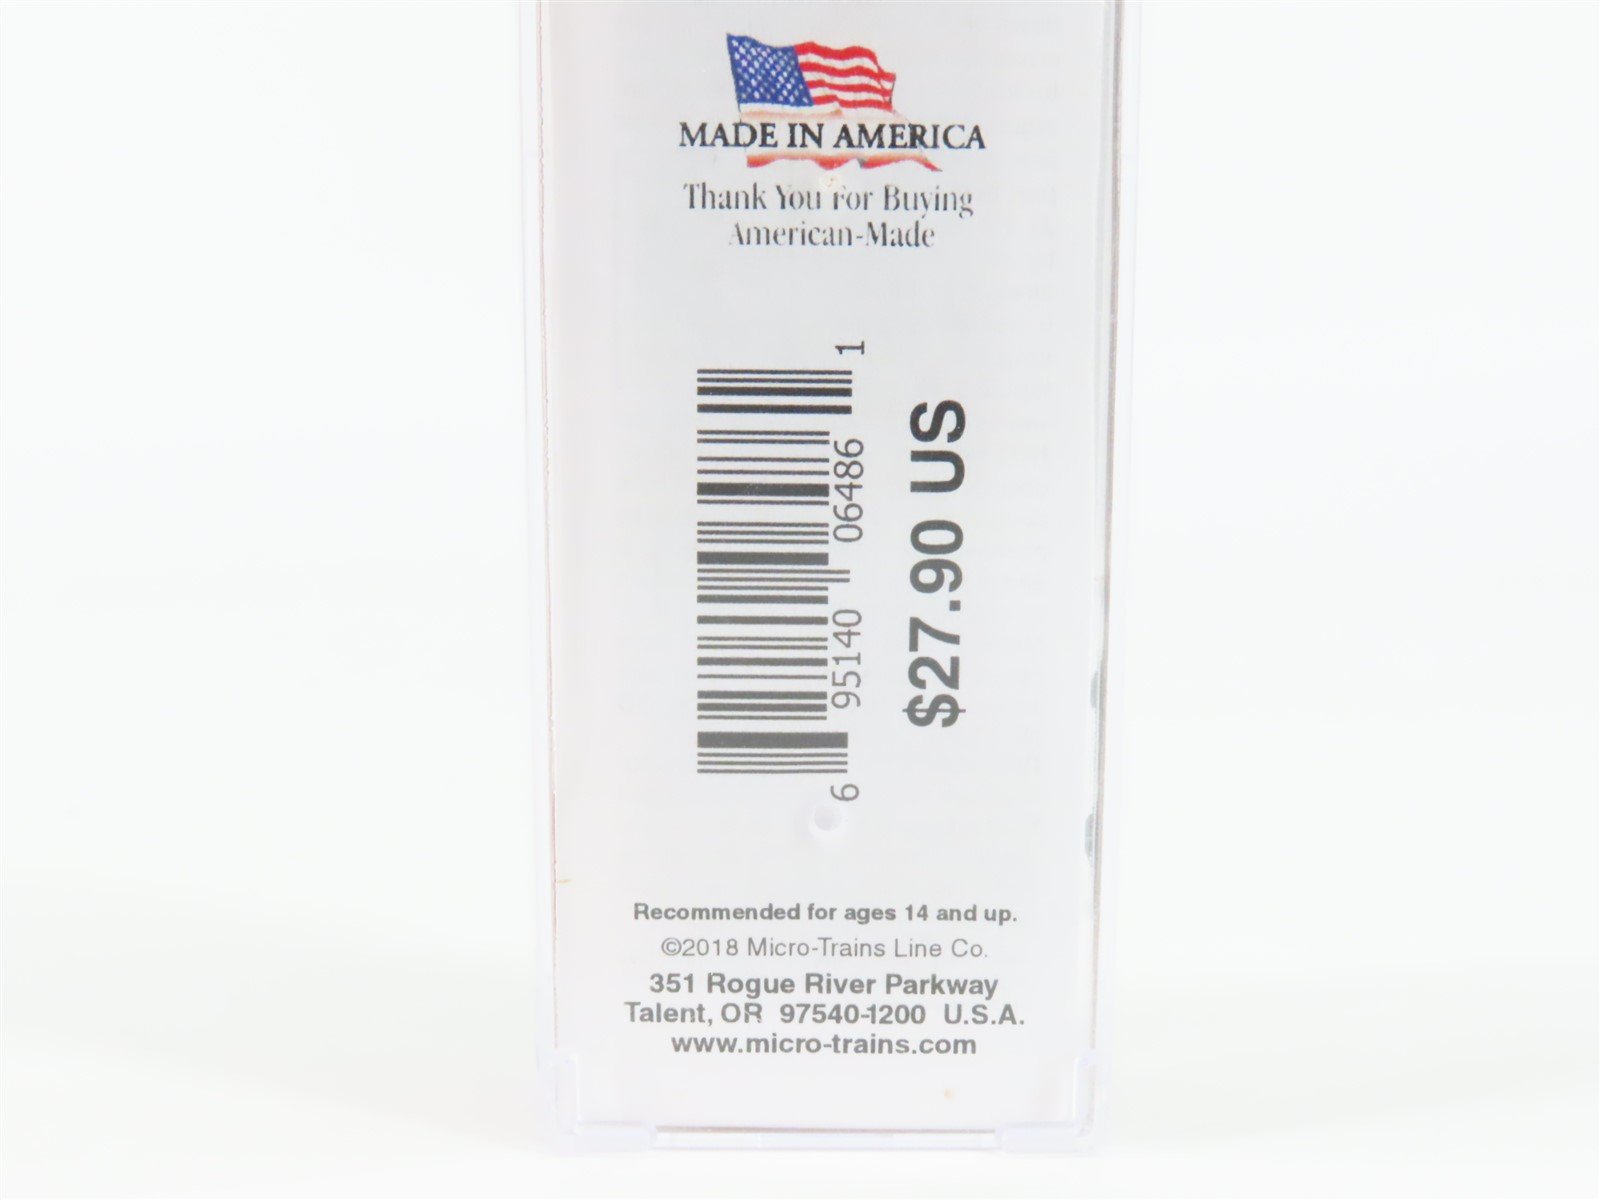 MADE IN AMERICA
Thank You For Buying
American-Made
6 95140 06486 1
$27.90 US
Recommended for ages 14 and up.
©2018 Micro-Trains Line Co.
351 Rogue River Parkway
Talent, OR 97540-1200 U.S.A.
www.micro-trains.com